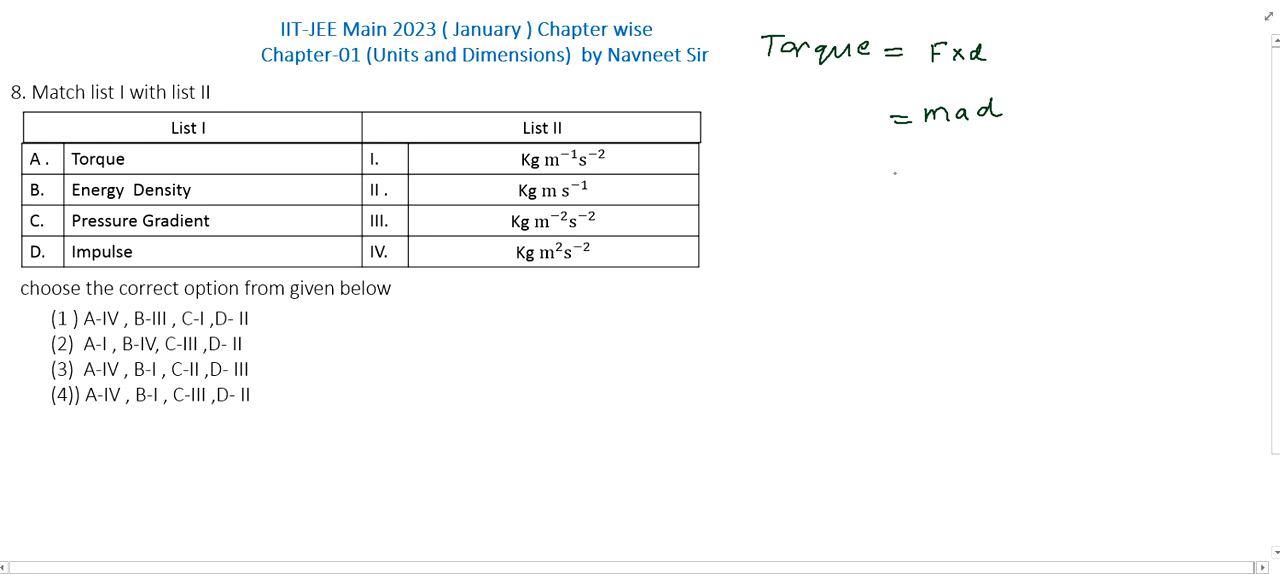 IIT-JEE Main 2023 ( January ) Chapter wise
Chapter-01 (Units and Dimensions) by Navneet Sir
8. Match list I with list II
List I List II
A . Torque I. Kg m⁻¹s⁻²
B. Energy Density II . Kg m s⁻¹
C. Pressure Gradient III. Kg m⁻²s⁻²
D. Impulse IV. Kg m²s⁻²
choose the correct option from given below
(1 ) A-IV , B-III , C-I ,D- II
(2) A-I , B-IV, C-III ,D- II
(3) A-IV , B-I , C-II ,D- III
(4)) A-IV , B-I , C-III ,D- II
Torque = F×d
= mad